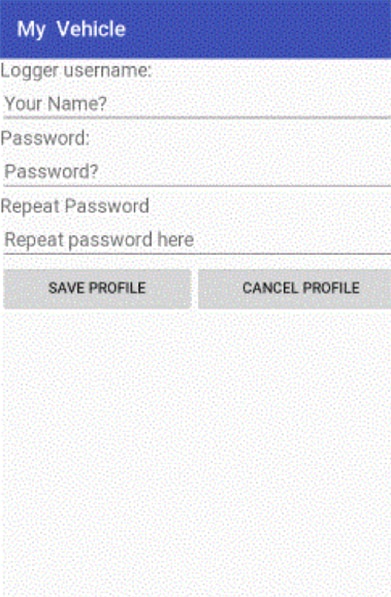 My Vehicle
Logger username:
Your Name?
Password:
Password?
Repeat Password
Repeat password here
SAVE PROFILE CANCEL PROFILE